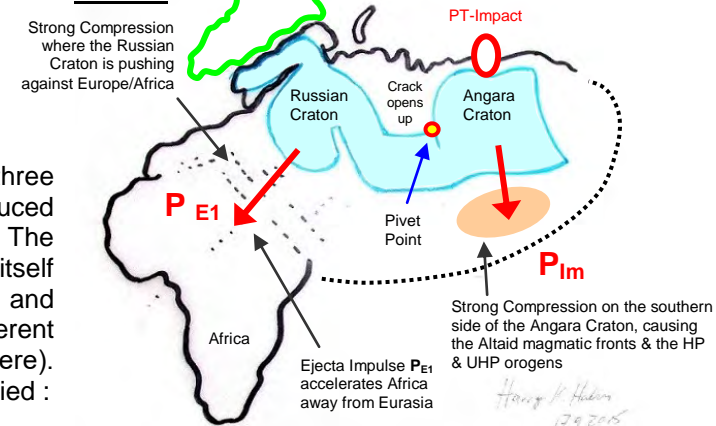 PT-Impact
Strong Compression
where the Russian
Craton is pushing
against Europe/Africa
Russian
Craton
Crack
opens
up
Angara
Craton
hree
uced
The
itself
and
erent
ere).
ied :
P E1
Pivet
Point
PIm
Africa
Ejecta Impulse PE1
accelerates Africa
away from Eurasia
Strong Compression on the southern
side of the Angara Craton, causing
the Altaid magmatic fronts & the HP
& UHP orogens
Harry K. Hahn